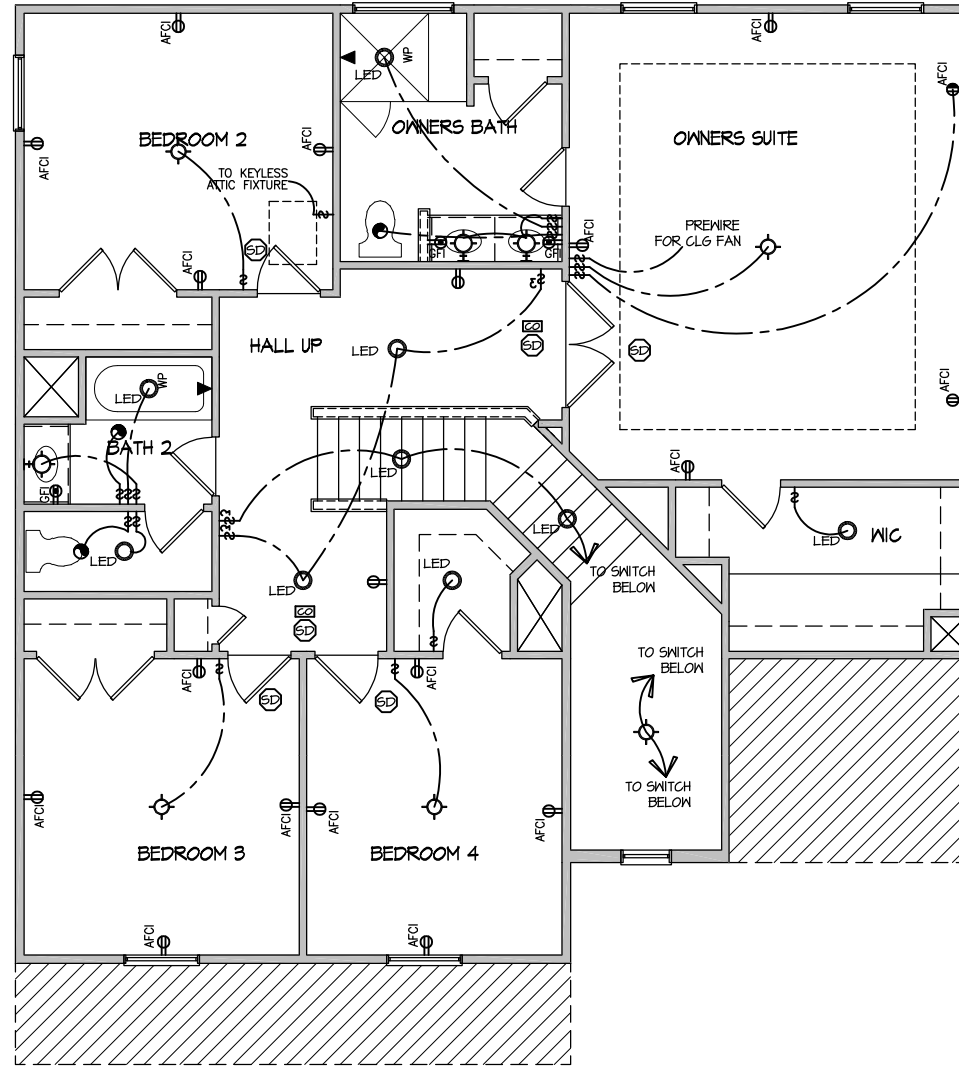 AFCI
AFCI
AFCI
WP
LED
BEDROOM 2
OWNERS BATH
OWNERS SUITE
AFCI
AFCI
TO KEYLESS
ATTIC FIXTURE
PREWIRE
FOR CLG FAN
AFCI
GFI
GFI
SD
AFCI
S
S
S
3
HALL UP
LED
CO
SD
SD
WP
LED
AFCI
BATH 2
LED
AFCI
GFI
LED
WIC
LED
LED
LED
LED
TO SWITCH
BELOW
CO
SD
TO SWITCH
BELOW
AFCI
AFCI
SD
SD
TO SWITCH
BELOW
AFCI
AFCI
AFCI
AFCI
BEDROOM 3
BEDROOM 4
AFCI
AFCI